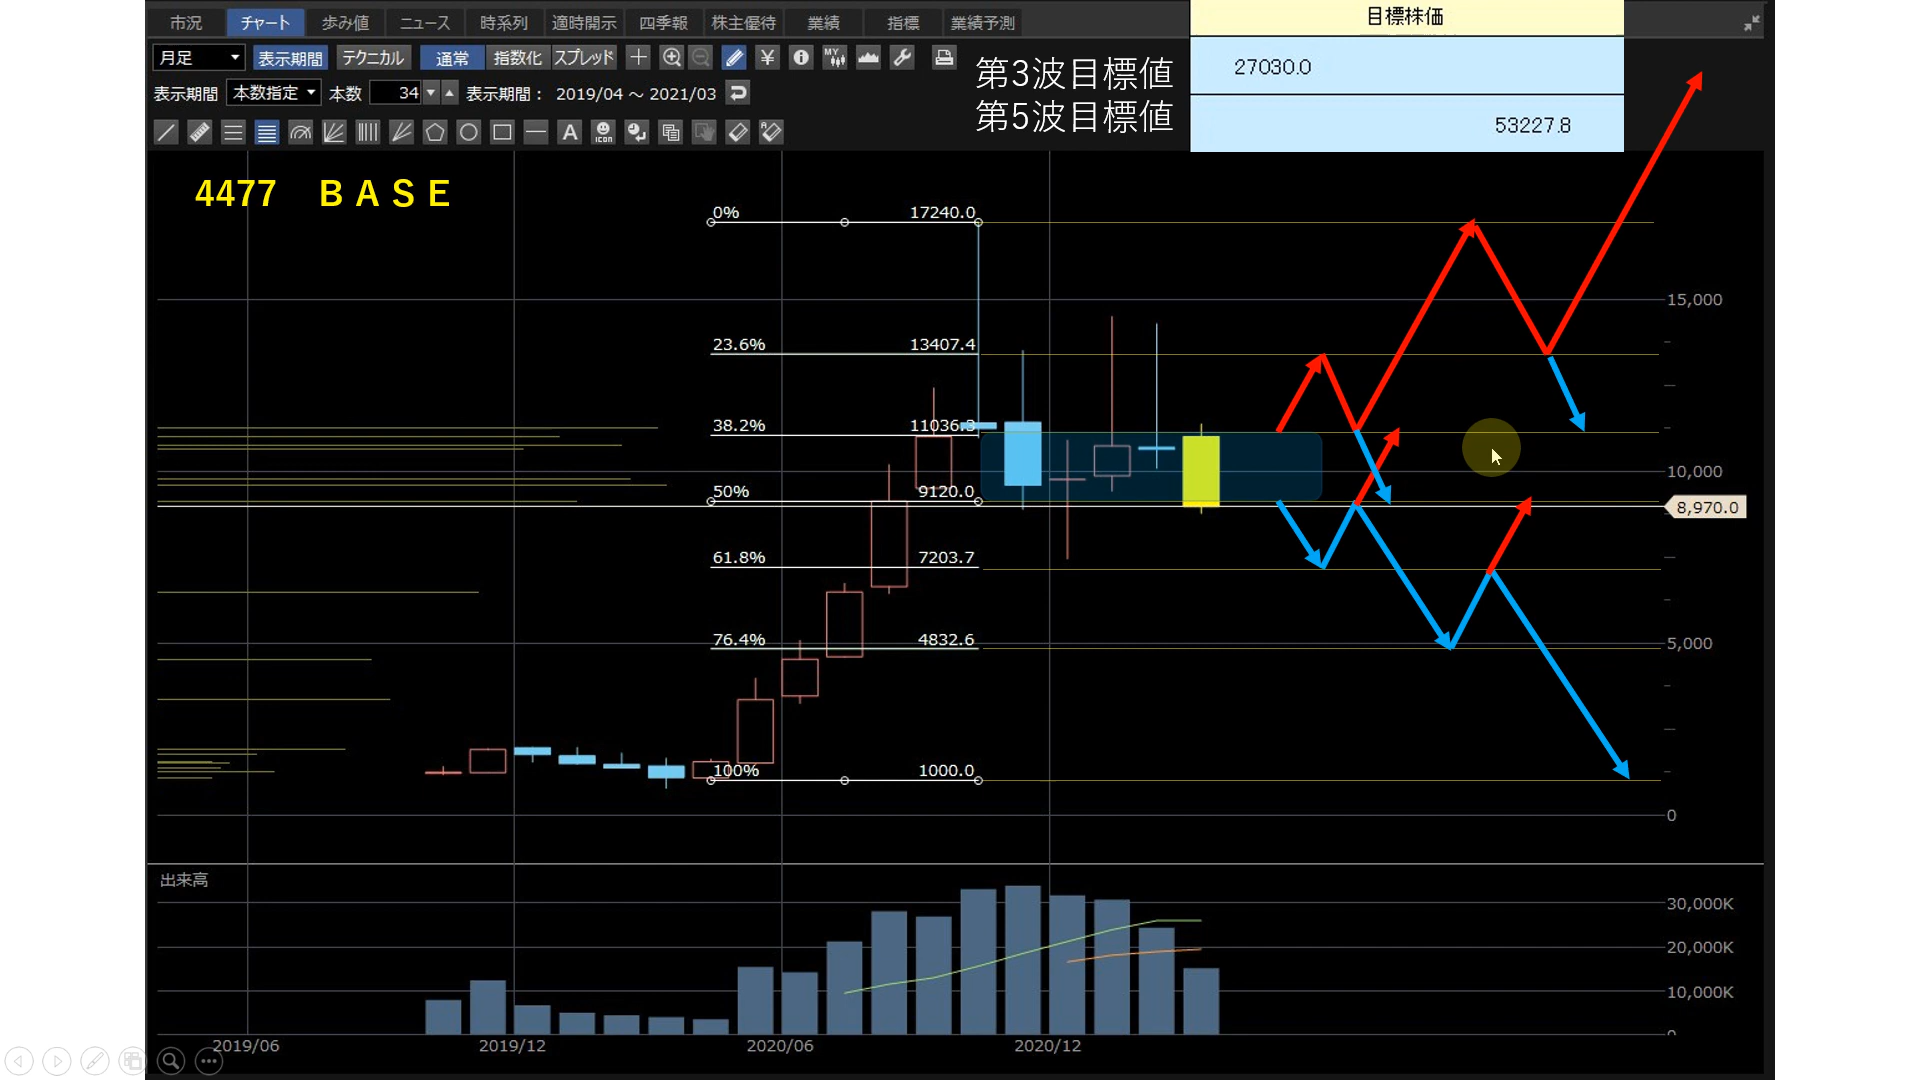 市況 チャート 歩み値 ニュース 時系列 適時開示 四季報 株主優待 業績 指標 業績予測
目標株価
月足 表示期間 テクニカル 通常 指数化 スプレッド ¥ MY
第3波目標値 27030.0
表示期間 本数指定 本数 34 表示期間： 2019/04 ～ 2021/03
第5波目標値 53227.8
A ICON A
4477 ＢＡＳＥ
0% 17240.0
15,000
23.6% 13407.4
38.2% 11036.3
10,000
50% 9120.0
8,970.0
61.8% 7203.7
76.4% 4832.6
5,000
100% 1000.0
0
出来高
30,000K
20,000K
10,000K
0
2019/06 2019/12 2020/06 2020/12